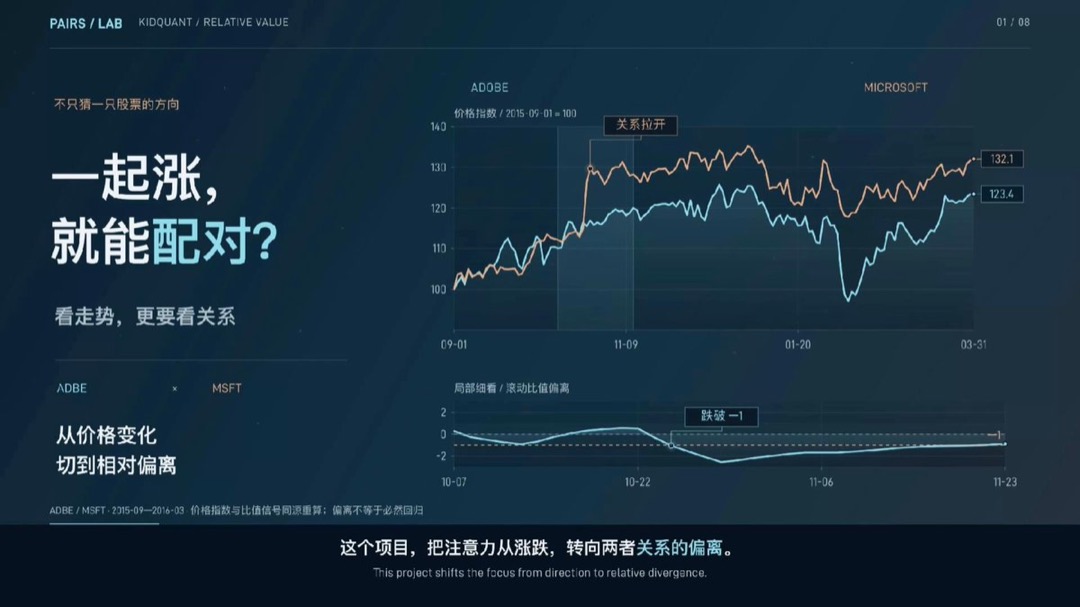 PAIRS / LAB KIDQUANT / RELATIVE VALUE 01 / 08
不只猜一只股票的方向
一起涨，
就能配对?
看走势，更要看关系
ADBE × MSFT
从价格变化
切到相对偏离
ADOBE MICROSOFT
价格指数 / 2015-09-01 = 100
关系拉开
140
130
120
110
100
132.1
123.4
09-01 11-09 01-20 03-31
局部细看 / 滚动比值偏离
跌破 −1
2
0
-2
−1
10-07 10-22 11-06 11-23
ADBE / MSFT · 2015-09—2016-03 价格指数与比值信号同源重算；偏离不等于必然回归
这个项目，把注意力从涨跌，转向两者关系的偏离。
This project shifts the focus from direction to relative divergence.